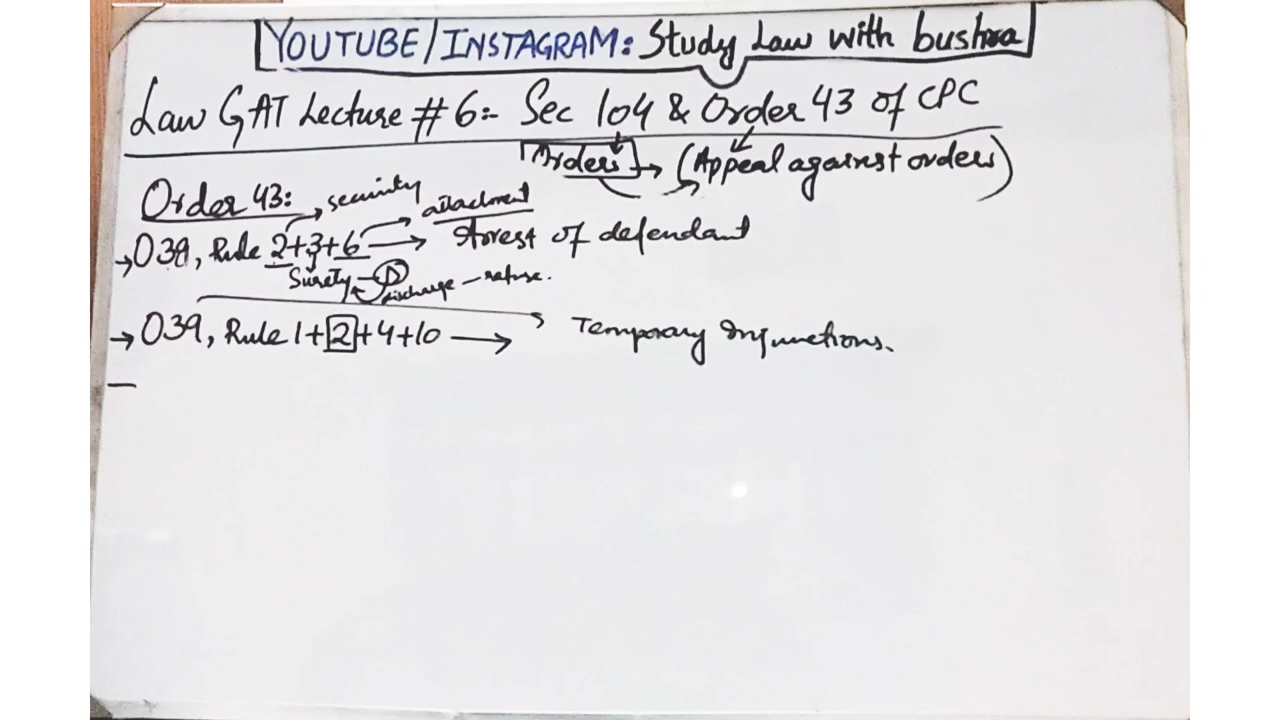 YOUTUBE/INSTAGRAM: Study Law with bushra
Law GAT Lecture # 6:- Sec 104 & Order 43 of CPC
Orders → (Appeal against orders)
Order 43: → security attachment
→ O38, Rule 2+3+6 → Arrest of defendant
Surety - D discharge - refuse.
→ O39, Rule 1+2+4+10 → Temporary Injunctions.